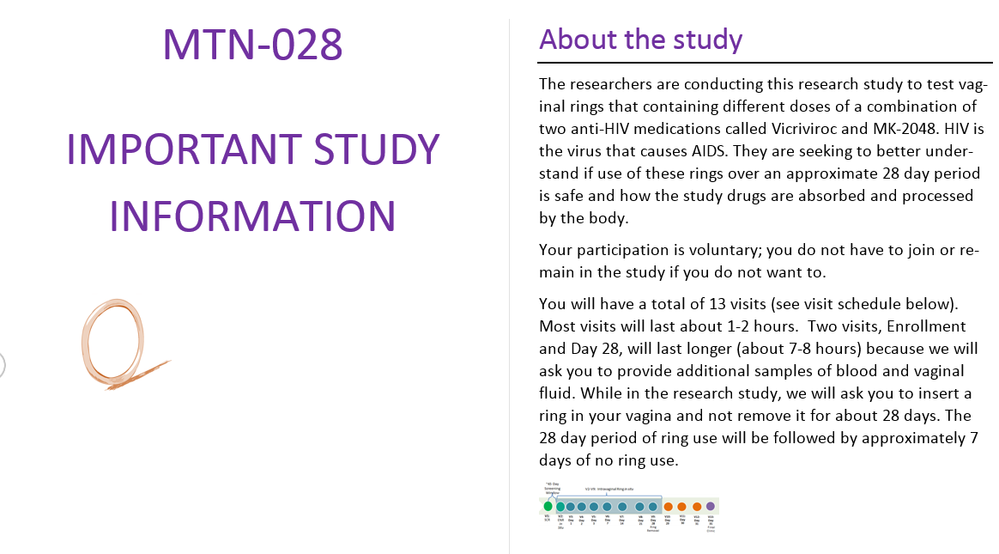 MTN-028
IMPORTANT STUDY
INFORMATION
About the study
The researchers are conducting this research study to test vag-
inal rings that containing different doses of a combination of
two anti-HIV medications called Vicriviroc and MK-2048. HIV is
the virus that causes AIDS. They are seeking to better under-
stand if use of these rings over an approximate 28 day period
is safe and how the study drugs are absorbed and processed
by the body.
Your participation is voluntary; you do not have to join or re-
main in the study if you do not want to.
You will have a total of 13 visits (see visit schedule below).
Most visits will last about 1-2 hours.  Two visits, Enrollment
and Day 28, will last longer (about 7-8 hours) because we will
ask you to provide additional samples of blood and vaginal
fluid. While in the research study, we will ask you to insert a
ring in your vagina and not remove it for about 28 days. The
28 day period of ring use will be followed by approximately 7
days of no ring use.
Day
Screening
Window
Intravaginal Ring in situ
Ring
Removal